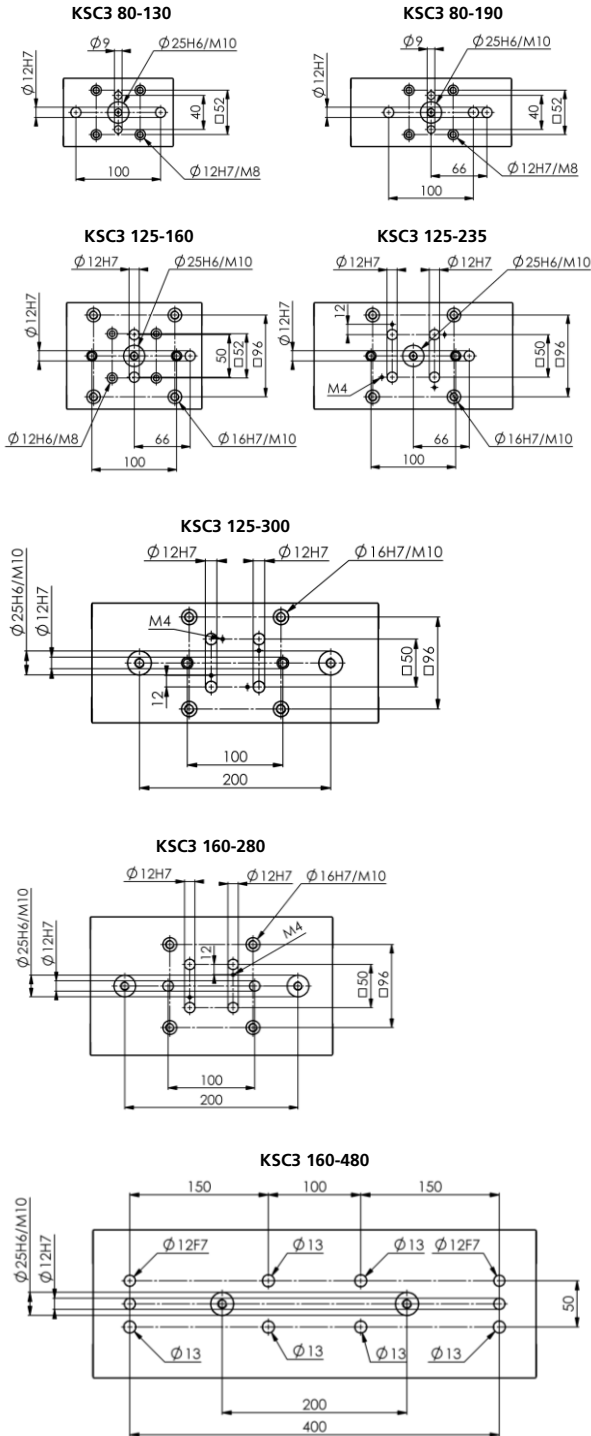 KSC3 80-130
KSC3 80-190
Ø9
Ø25H6/M10
Ø12H7
40
□52
100
Ø12H7/M8
Ø9
Ø25H6/M10
Ø12H7
40
□52
66
Ø12H7/M8
100
KSC3 125-160
KSC3 125-235
Ø12H7
Ø25H6/M10
Ø12H7
50
□52
□96
Ø12H6/M8
66
Ø16H7/M10
100
Ø12H7
Ø12H7
Ø25H6/M10
12
Ø12H7
□50
□96
M4
66
Ø16H7/M10
100
KSC3 125-300
Ø12H7
Ø12H7
Ø16H7/M10
Ø25H6/M10
Ø12H7
M4
□50
□96
12
100
200
KSC3 160-280
Ø12H7
Ø12H7
Ø16H7/M10
Ø25H6/M10
Ø12H7
12
M4
□50
□96
100
200
KSC3 160-480
150
100
150
Ø25H6/M10
Ø12H7
Ø12F7
Ø13
Ø13
Ø12F7
50
Ø13
Ø13
Ø13
Ø13
200
400